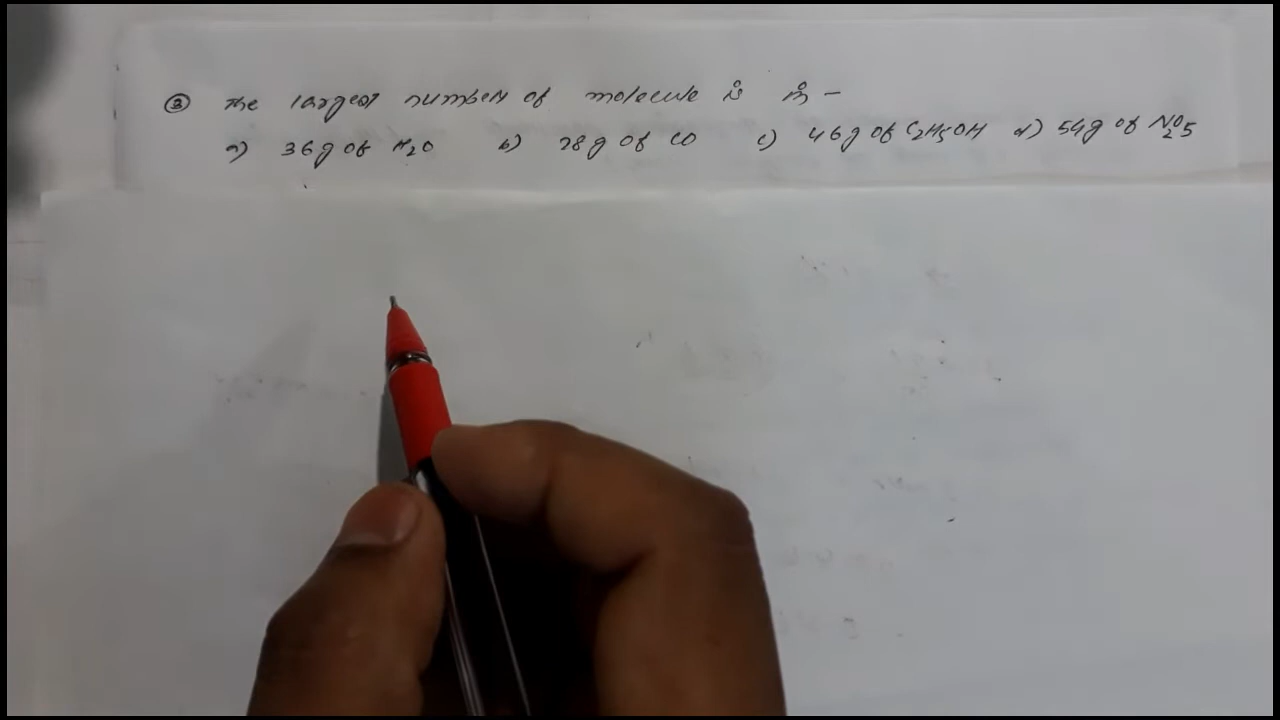 ③ The largest number of molecule is in -
a) 36g of H2O b) 28g of CO c) 46g of C2H5OH d) 54g of N2O5